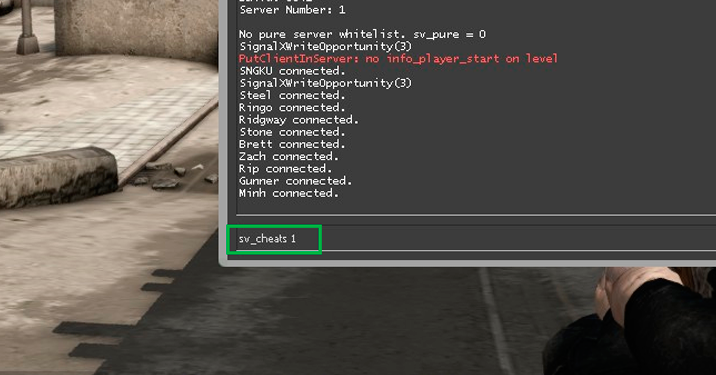 Server Number: 1
No pure server whitelist. sv_pure = 0
SignalXWriteOpportunity(3)
PutClientInServer: no info_player_start on level
SNGKU connected.
SignalXWriteOpportunity(3)
Steel connected.
Ringo connected.
Ridgway connected.
Stone connected.
Brett connected.
Zach connected.
Rip connected.
Gunner connected.
Minh connected.
sv_cheats 1